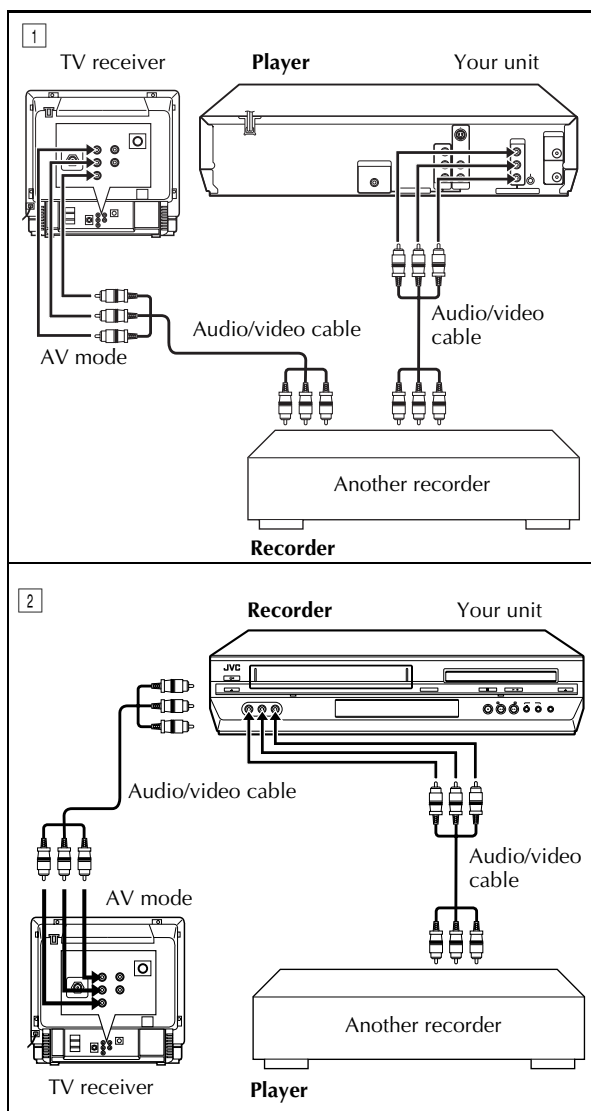 1
TV receiver
Player
Your unit
Audio/video cable
Audio/video
cable
AV mode
Another recorder
Recorder
2
Recorder
Your unit
JVC
Audio/video cable
Audio/video
cable
AV mode
Another recorder
TV receiver
Player